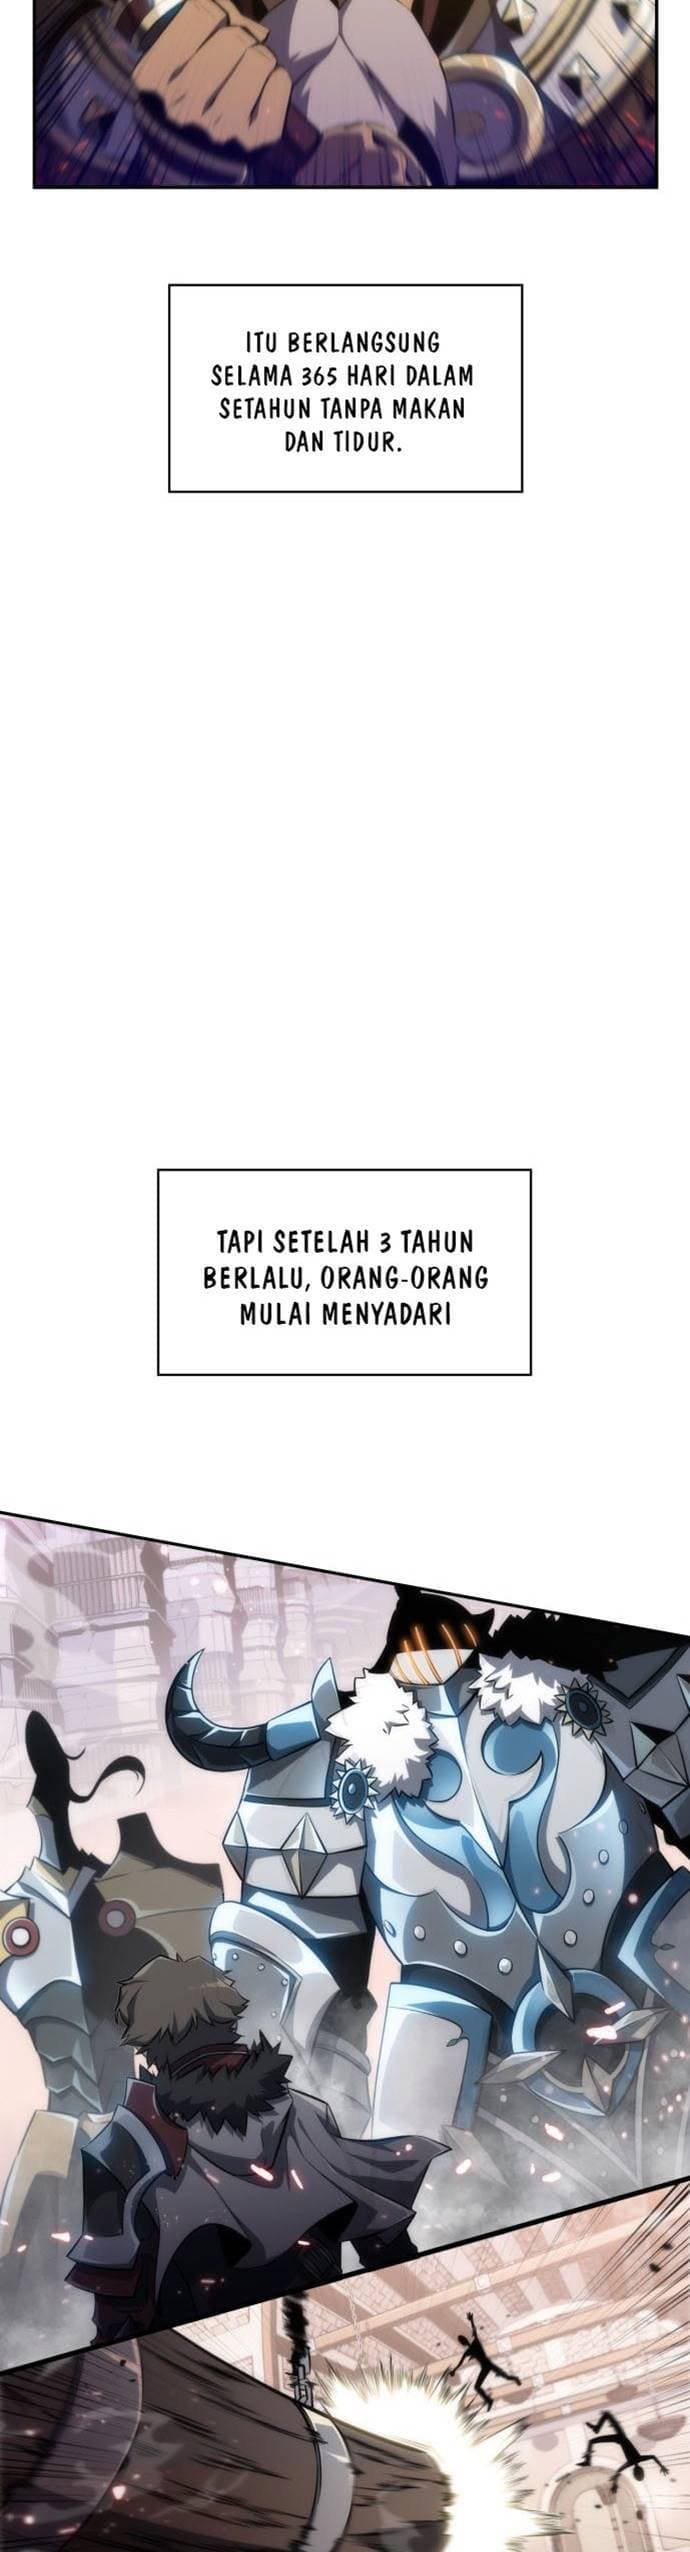 ITU BERLANGSUNG
SELAMA 365 HARI DALAM
SETAHUN TANPA MAKAN
DAN TIDUR.
TAPI SETELAH 3 TAHUN
BERLALU, ORANG-ORANG
MULAI MENYADARI